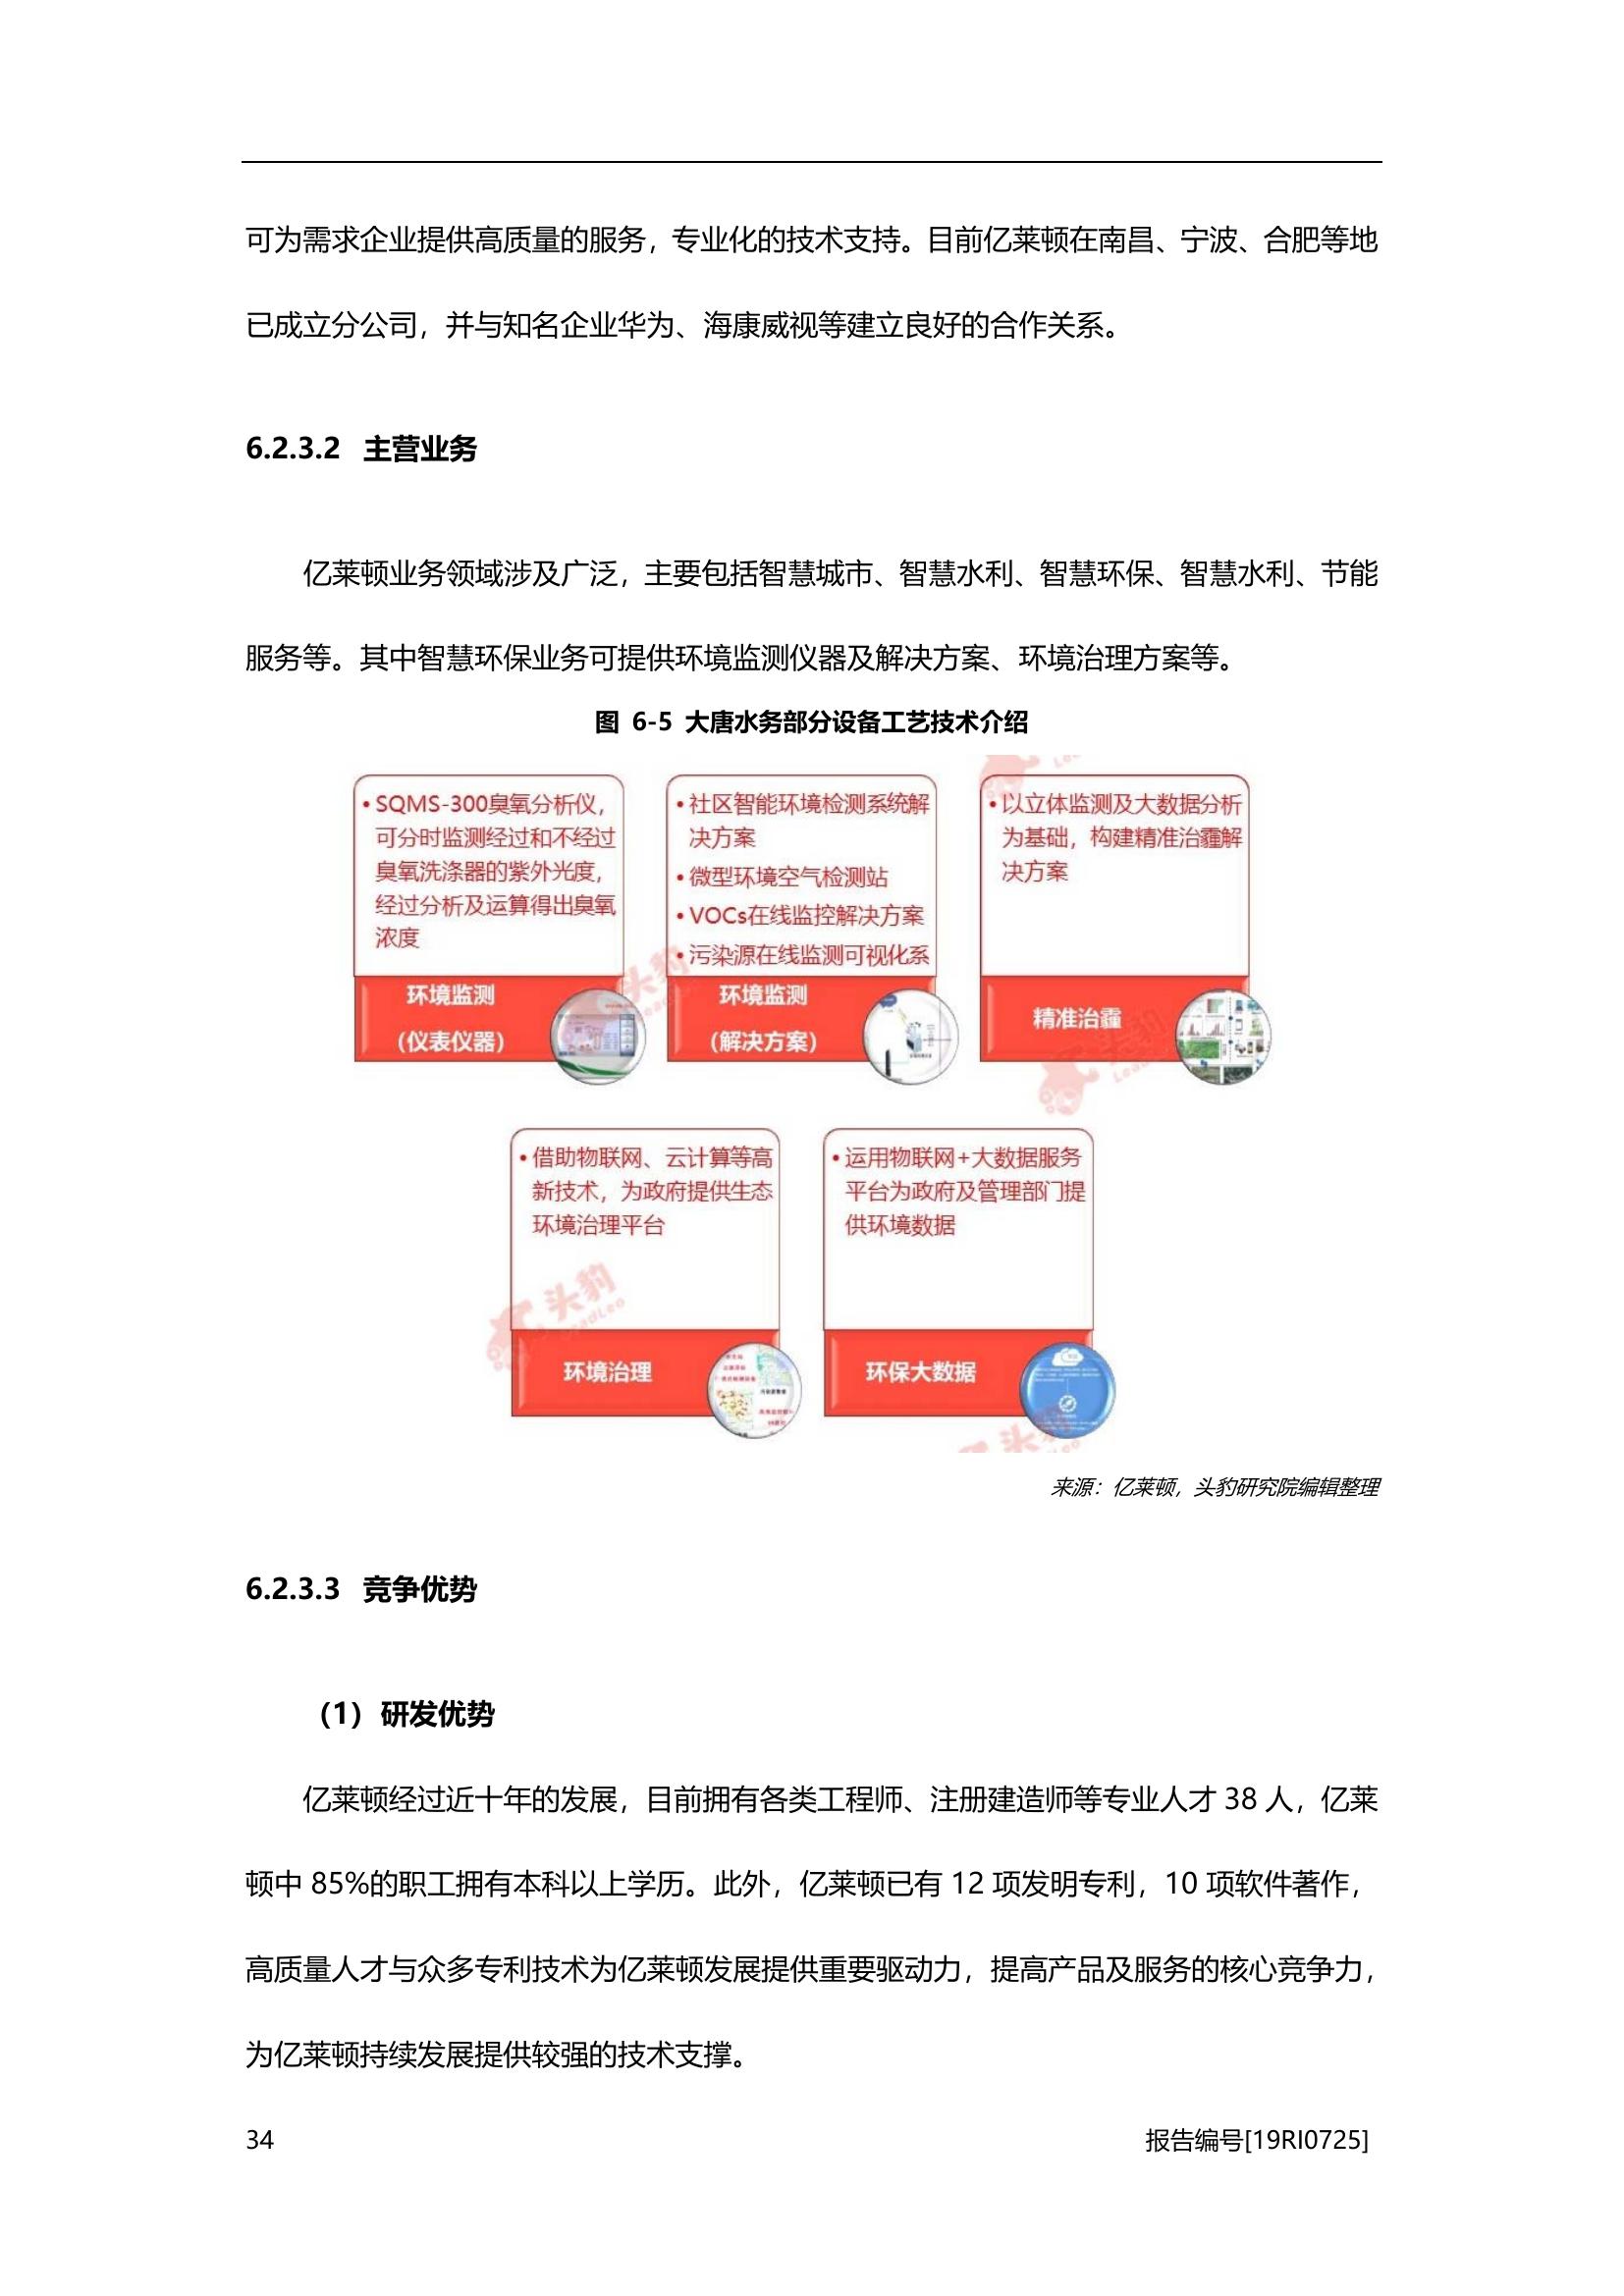 可为需求企业提供高质量的服务，专业化的技术支持。目前亿莱顿在南昌、宁波、合肥等地
已成立分公司，并与知名企业华为、海康威视等建立良好的合作关系。
6.2.3.2 主营业务
亿莱顿业务领域涉及广泛，主要包括智慧城市、智慧水利、智慧环保、智慧水利、节能
服务等。其中智慧环保业务可提供环境监测仪器及解决方案、环境治理方案等。
图 6-5 大唐水务部分设备工艺技术介绍
•SQMS-300臭氧分析仪，
可分时监测经过和不经过
臭氧洗涤器的紫外光度，
经过分析及运算得出臭氧
浓度
环境监测
（仪表仪器）
•社区智能环境检测系统解
决方案
•微型环境空气检测站
•VOCs在线监控解决方案
•污染源在线监测可视化系
环境监测
（解决方案）
•以立体监测及大数据分析
为基础，构建精准治霾解
决方案
精准治霾
•借助物联网、云计算等高
新技术，为政府提供生态
环境治理平台
环境治理
•运用物联网+大数据服务
平台为政府及管理部门提
供环境数据
环保大数据
头豹
LeadLeo
来源：亿莱顿，头豹研究院编辑整理
6.2.3.3 竞争优势
（1）研发优势
亿莱顿经过近十年的发展，目前拥有各类工程师、注册建造师等专业人才 38 人，亿莱
顿中 85%的职工拥有本科以上学历。此外，亿莱顿已有 12 项发明专利，10 项软件著作，
高质量人才与众多专利技术为亿莱顿发展提供重要驱动力，提高产品及服务的核心竞争力，
为亿莱顿持续发展提供较强的技术支撑。
34
报告编号[19RI0725]